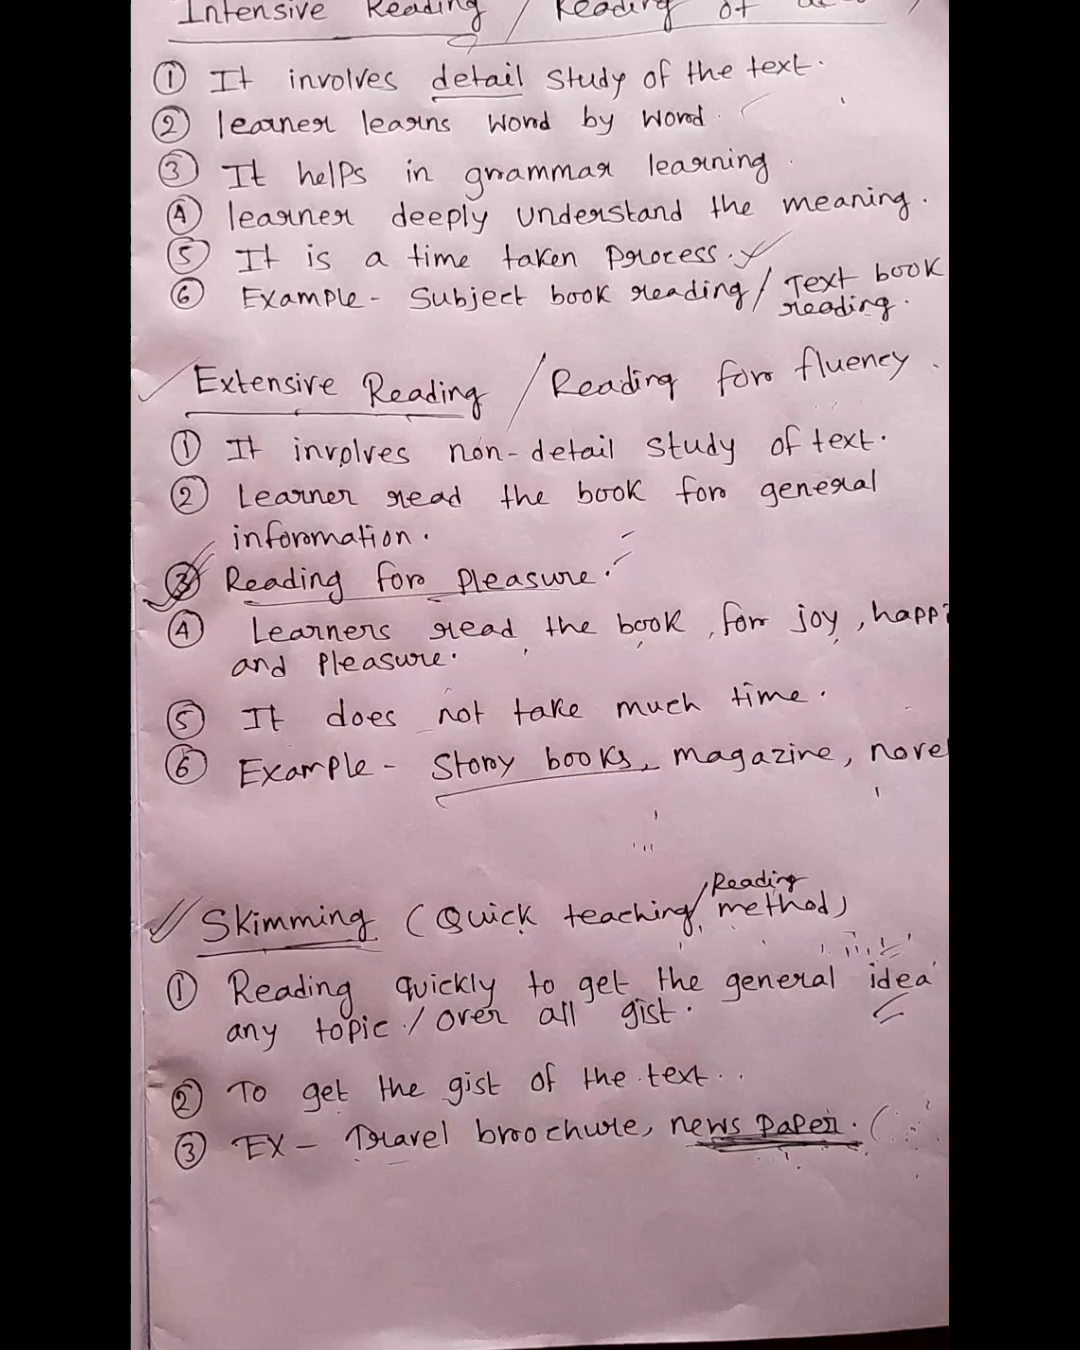 Intensive Reading / Reading of
① It involves detail study of the text.
② learner learns word by word.
③ It helps in grammar learning.
④ learner deeply understand the meaning.
⑤ It is a time taken process.
⑥ Example - Subject book reading / Text book
reading.
Extensive Reading / Reading for fluency.
① It involves non-detail study of text.
② Learner read the book for general
information.
③ Reading for pleasure.
④ Learners read the book, for joy, happi
and pleasure.
⑤ It does not take much time.
⑥ Example - Story books, magazine, nove
Reading
Skimming (Quick teaching/ method)
① Reading quickly to get the general idea
any topic / over all gist.
② To get the gist of the text.
③ EX - Travel brochure, news paper.